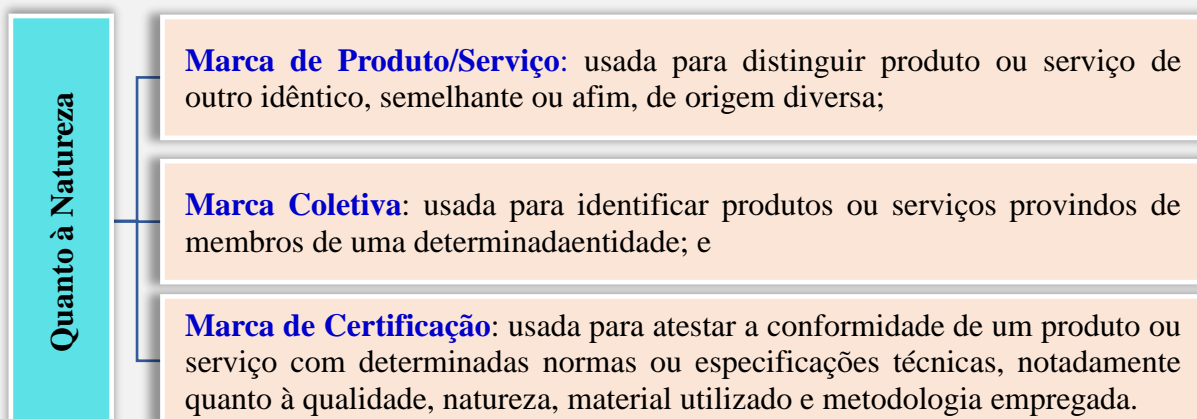 Quanto à Natureza
Marca de Produto/Serviço: usada para distinguir produto ou serviço de
outro idêntico, semelhante ou afim, de origem diversa;
Marca Coletiva: usada para identificar produtos ou serviços provindos de
membros de uma determinadaentidade; e
Marca de Certificação: usada para atestar a conformidade de um produto ou
serviço com determinadas normas ou especificações técnicas, notadamente
quanto à qualidade, natureza, material utilizado e metodologia empregada.